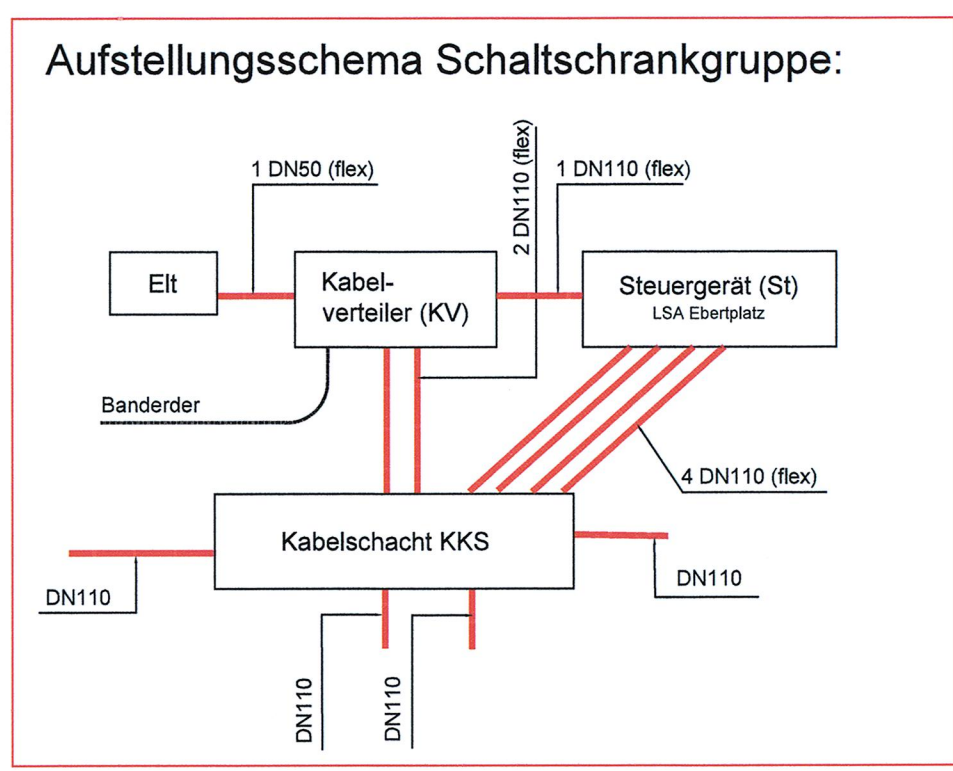 Aufstellungsschema Schaltschrankgruppe:
1 DN50 (flex)
2 DN110 (flex)
1 DN110 (flex)
Elt
Kabel-
verteiler (KV)
Steuergerät (St)
LSA Ebertplatz
Banderder
4 DN110 (flex)
Kabelschacht KKS
DN110
DN110
DN110
DN110